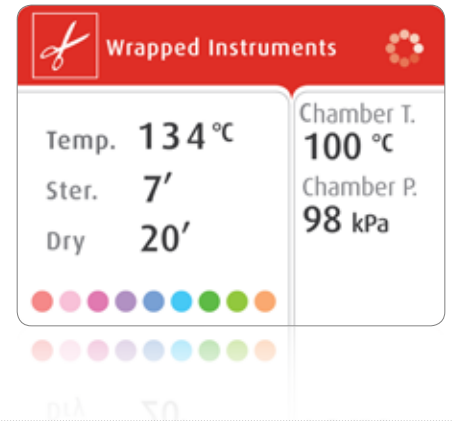 Wrapped Instruments
Temp. 134 °C
Ster. 7′
Dry 20′
Chamber T.
100 °C
Chamber P.
98 kPa